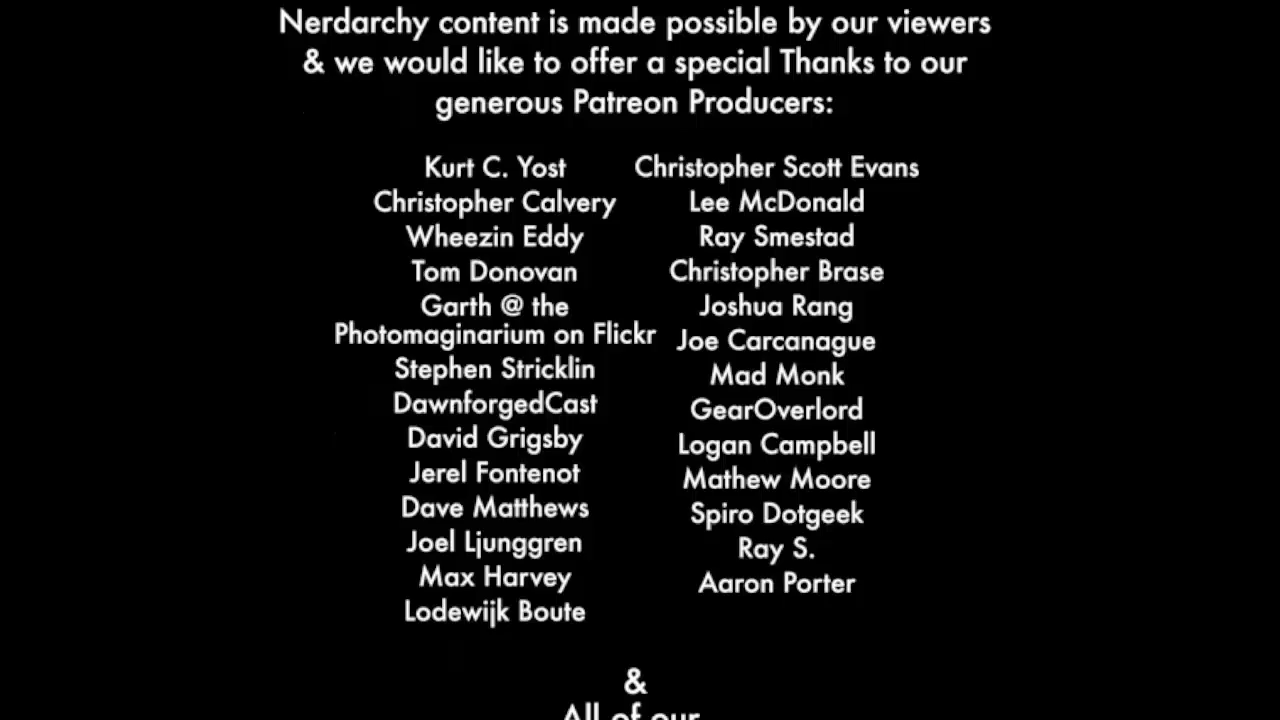 Nerdarchy content is made possible by our viewers
& we would like to offer a special Thanks to our
generous Patreon Producers:
Kurt C. Yost
Christopher Calvery
Wheezin Eddy
Tom Donovan
Garth @ the
Photomaginarium on Flickr
Stephen Stricklin
DawnforgedCast
David Grigsby
Jerel Fontenot
Dave Matthews
Joel Ljunggren
Max Harvey
Lodewijk Boute
Christopher Scott Evans
Lee McDonald
Ray Smestad
Christopher Brase
Joshua Rang
Joe Carcanague
Mad Monk
GearOverlord
Logan Campbell
Mathew Moore
Spiro Dotgeek
Ray S.
Aaron Porter
&
All of our